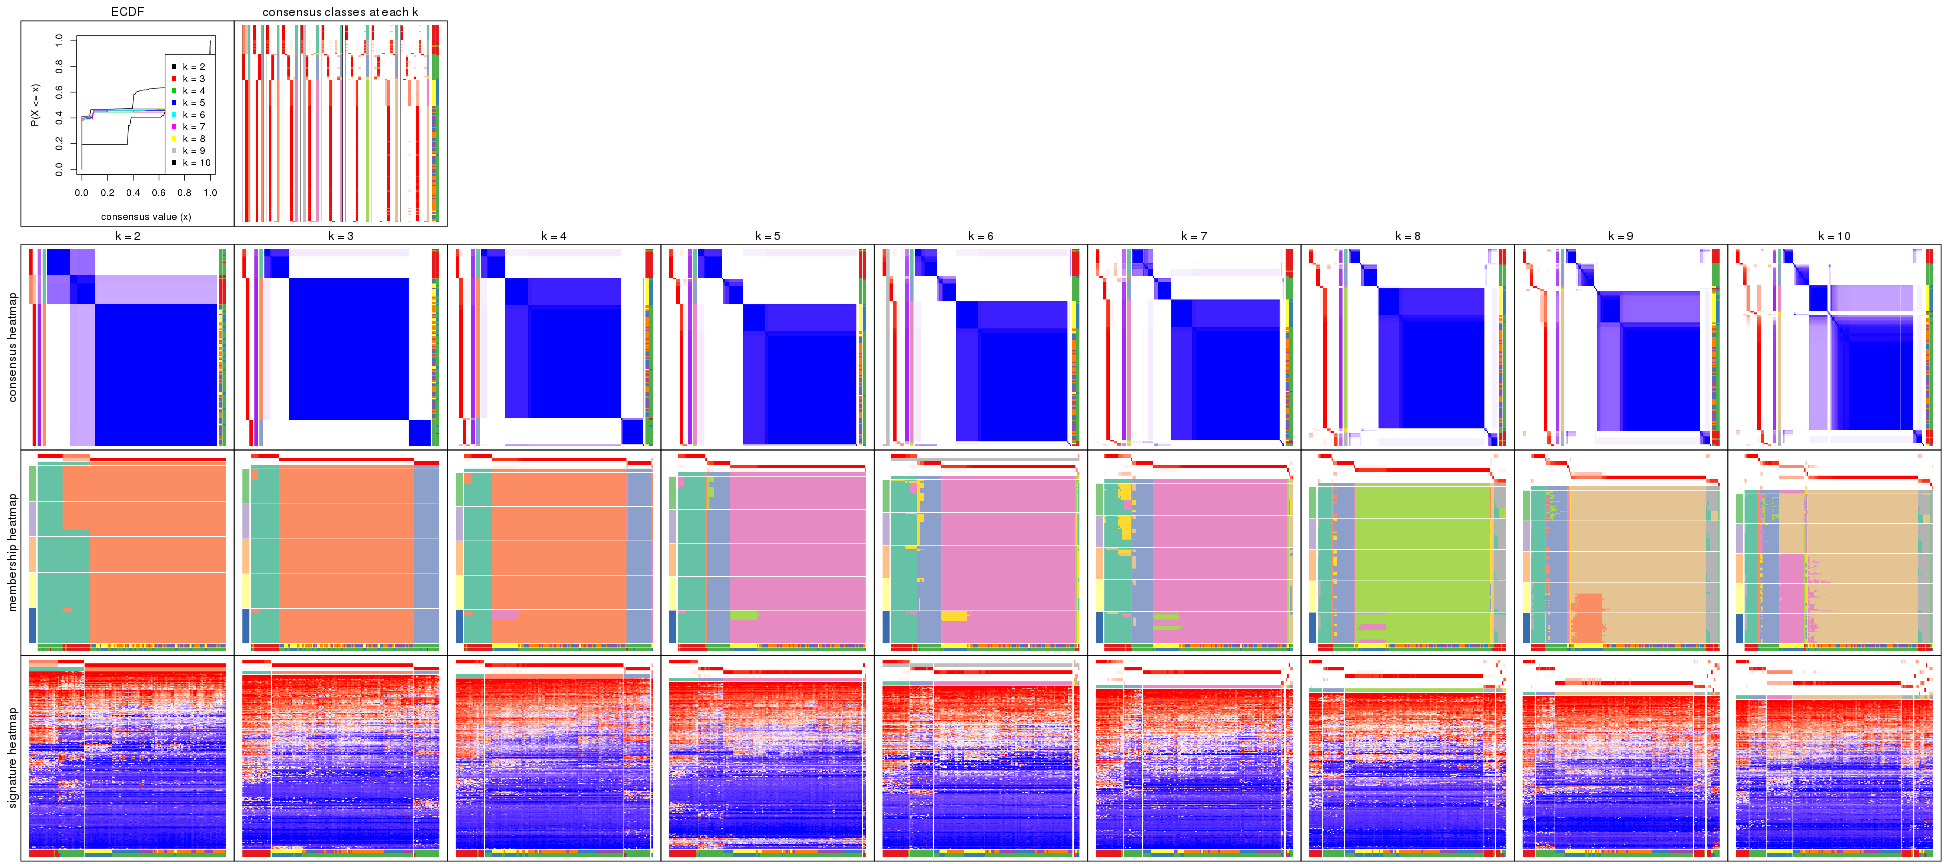 ECDF
consensus classes at each k
P(X <= x)
1.0
0.8
0.6
0.4
0.2
0.0
k = 2
k = 3
k = 4
k = 5
k = 6
k = 7
k = 8
k = 9
k = 10
0.0 0.2 0.4 0.6 0.8 1.0
consensus value (x)
k = 2
k = 3
k = 4
k = 5
k = 6
k = 7
k = 8
k = 9
k = 10
consensus heatmap
membership heatmap
signature heatmap